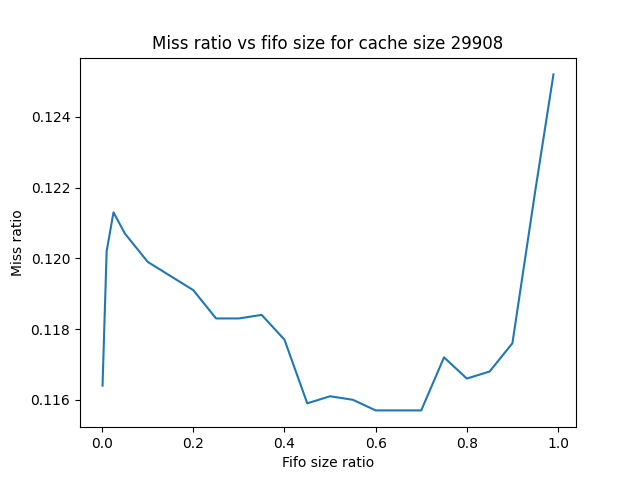 Miss ratio vs fifo size for cache size 29908
0.124
0.122
0.120
0.118
0.116
Miss ratio
0.0 0.2 0.4 0.6 0.8 1.0
Fifo size ratio